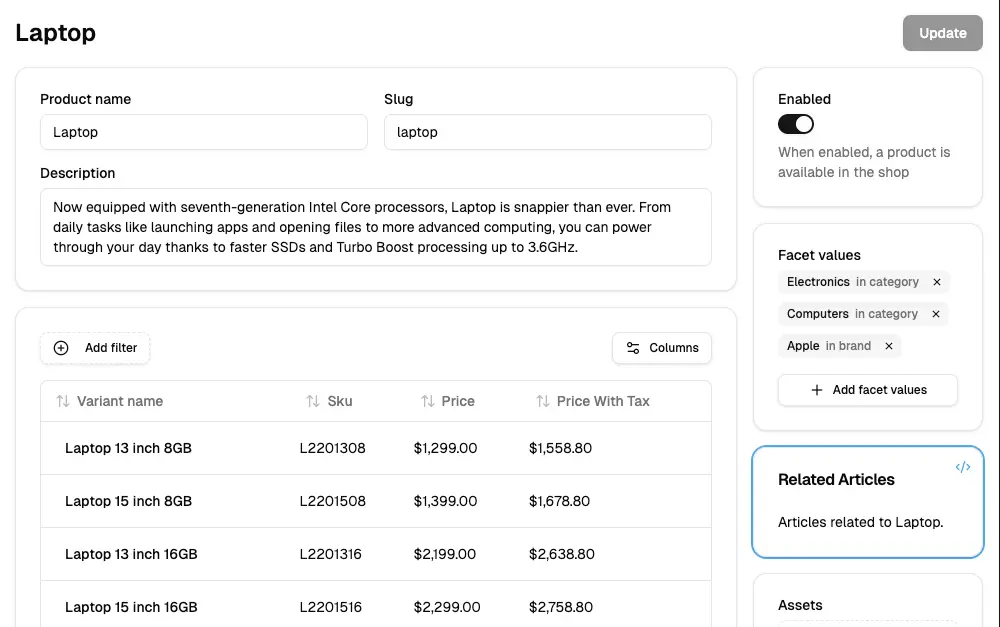 Laptop
Update
Product name
Slug
Laptop
laptop
Description
Now equipped with seventh-generation Intel Core processors, Laptop is snappier than ever. From
daily tasks like launching apps and opening files to more advanced computing, you can power
through your day thanks to faster SSDs and Turbo Boost processing up to 3.6GHz.
Add filter
Columns
Variant name Sku Price Price With Tax
Laptop 13 inch 8GB L2201308 $1,299.00 $1,558.80
Laptop 15 inch 8GB L2201508 $1,399.00 $1,678.80
Laptop 13 inch 16GB L2201316 $2,199.00 $2,638.80
Laptop 15 inch 16GB L2201516 $2,299.00 $2,758.80
Enabled
When enabled, a product is
available in the shop
Facet values
Electronics in category
Computers in category
Apple in brand
Add facet values
</>
Related Articles
Articles related to Laptop.
Assets